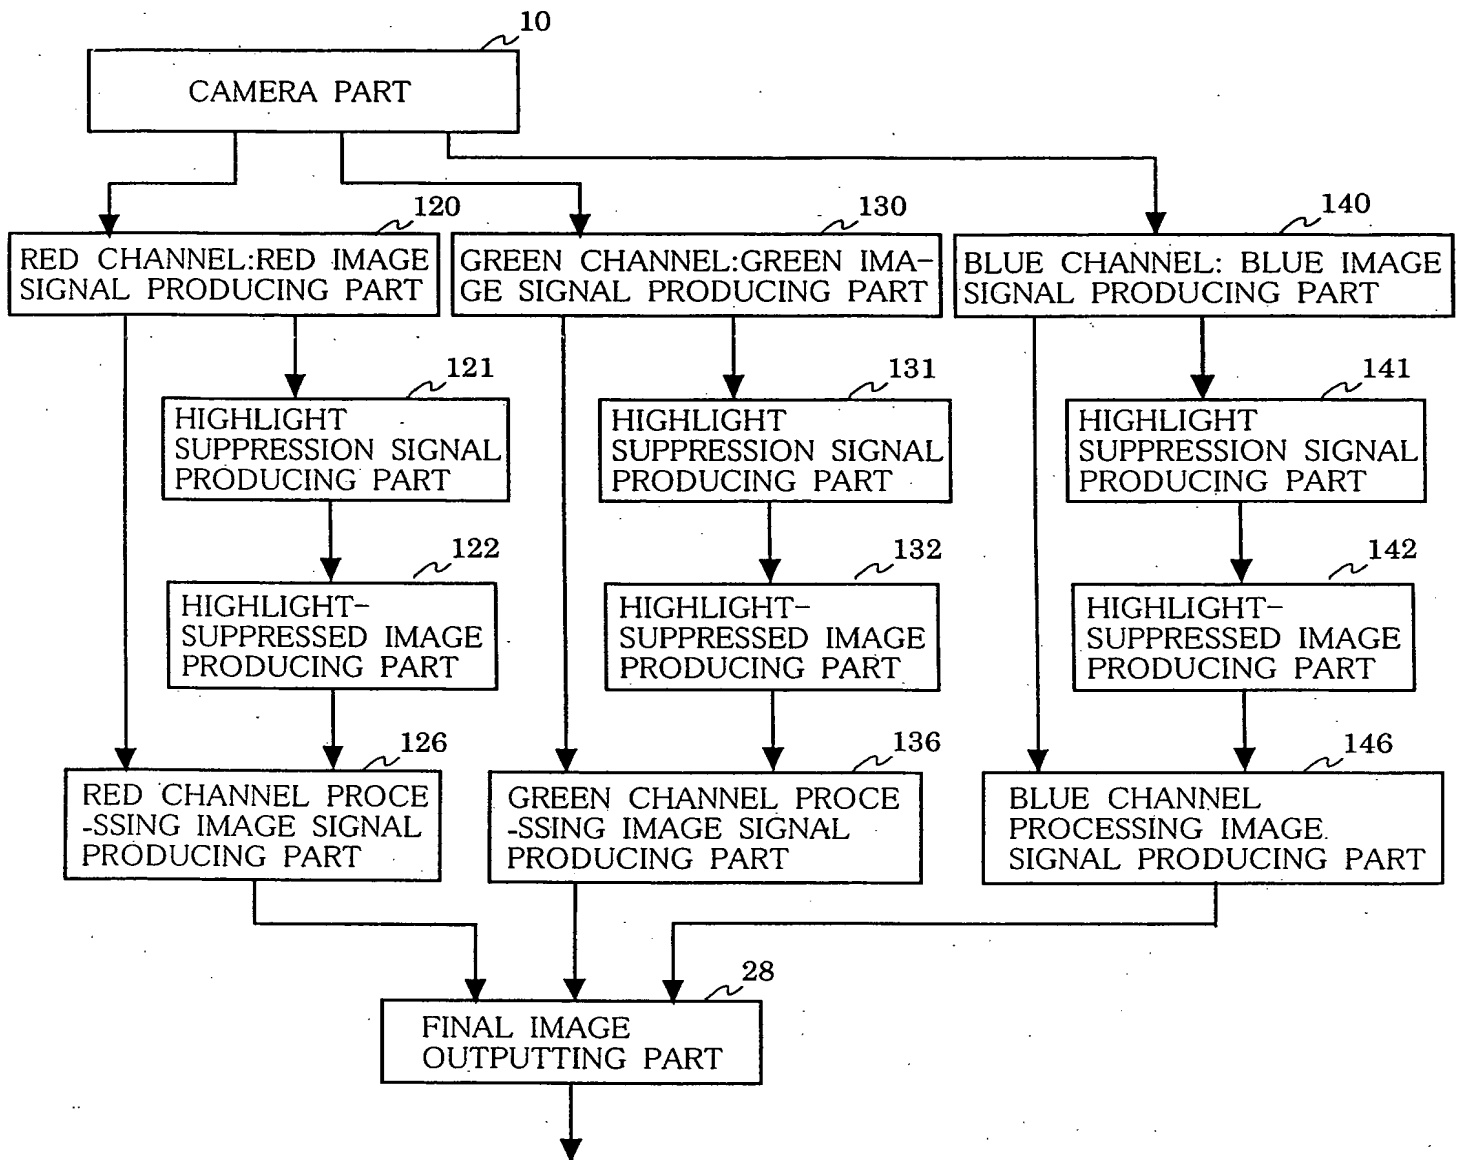 10
CAMERA PART
120
130
140
RED CHANNEL:RED IMAGE
SIGNAL PRODUCING PART
GREEN CHANNEL:GREEN IMA-
GE SIGNAL PRODUCING PART
BLUE CHANNEL: BLUE IMAGE
SIGNAL PRODUCING PART
121
131
141
HIGHLIGHT
SUPPRESSION SIGNAL
PRODUCING PART
HIGHLIGHT
SUPPRESSION SIGNAL
PRODUCING PART
HIGHLIGHT
SUPPRESSION SIGNAL
PRODUCING PART
122
132
142
HIGHLIGHT-
SUPPRESSED IMAGE
PRODUCING PART
HIGHLIGHT-
SUPPRESSED IMAGE
PRODUCING PART
HIGHLIGHT-
SUPPRESSED IMAGE
PRODUCING PART
126
136
146
RED CHANNEL PROCE
-SSING IMAGE SIGNAL
PRODUCING PART
GREEN CHANNEL PROCE
-SSING IMAGE SIGNAL
PRODUCING PART
BLUE CHANNEL
PROCESSING IMAGE
SIGNAL PRODUCING PART
28
FINAL IMAGE
OUTPUTTING PART